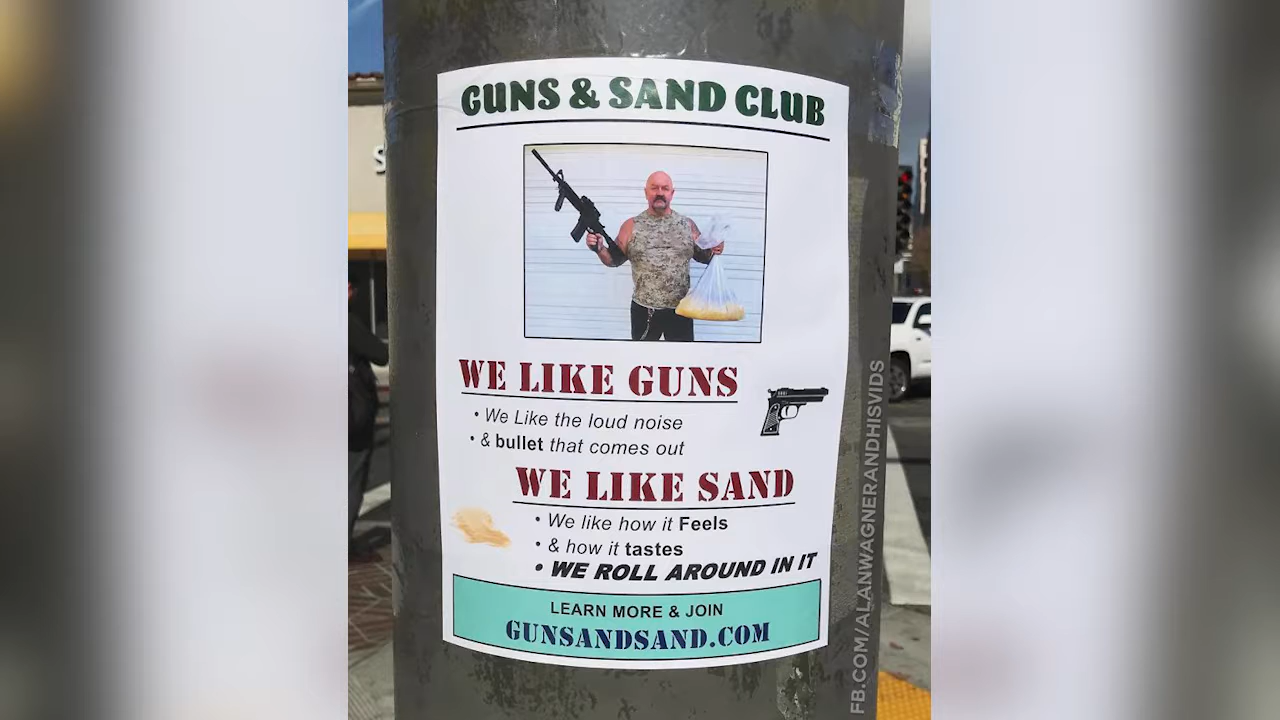 GUNS & SAND CLUB
WE LIKE GUNS
• We Like the loud noise
• & bullet that comes out
WE LIKE SAND
• We like how it Feels
• & how it tastes
• WE ROLL AROUND IN IT
LEARN MORE & JOIN
GUNSANDSAND.COM
FB.COM/ALANWAGNERANDHISVIDS
S